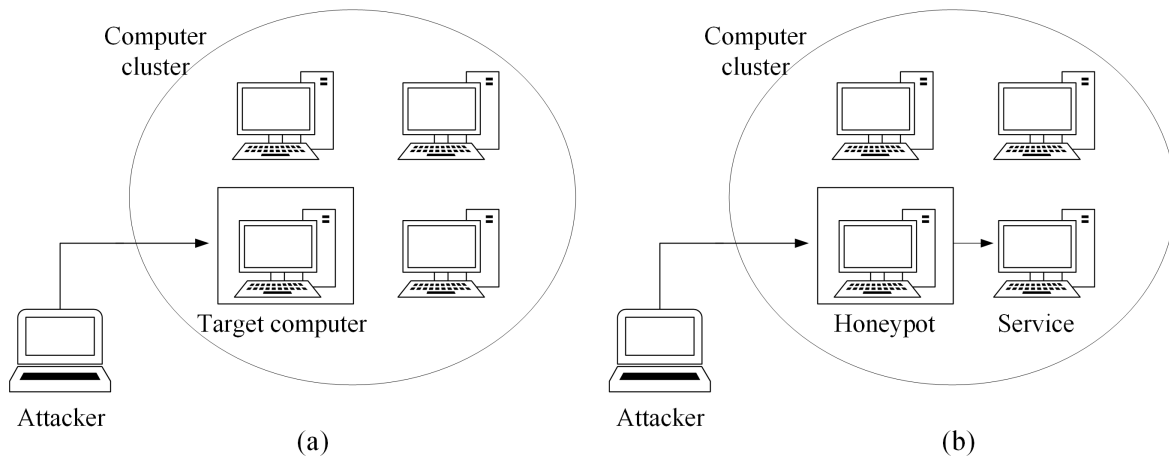 Computer
cluster
Target computer
Attacker
(a)
Computer
cluster
Honeypot
Service
Attacker
(b)